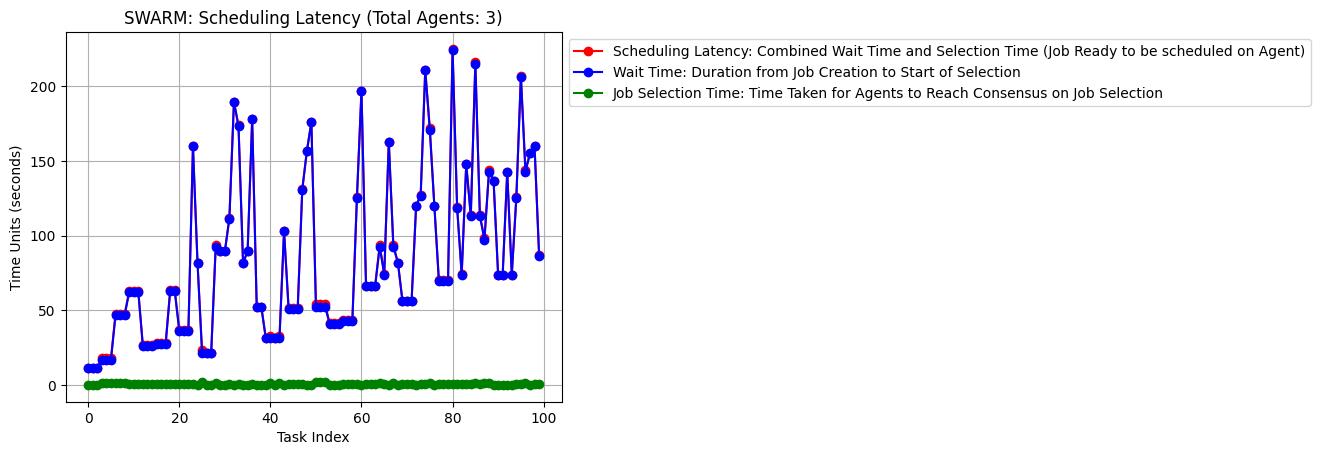 SWARM: Scheduling Latency (Total Agents: 3)
Scheduling Latency: Combined Wait Time and Selection Time (Job Ready to be scheduled on Agent)
Wait Time: Duration from Job Creation to Start of Selection
Job Selection Time: Time Taken for Agents to Reach Consensus on Job Selection
Time Units (seconds)
200
150
100
50
0
0 20 40 60 80 100
Task Index